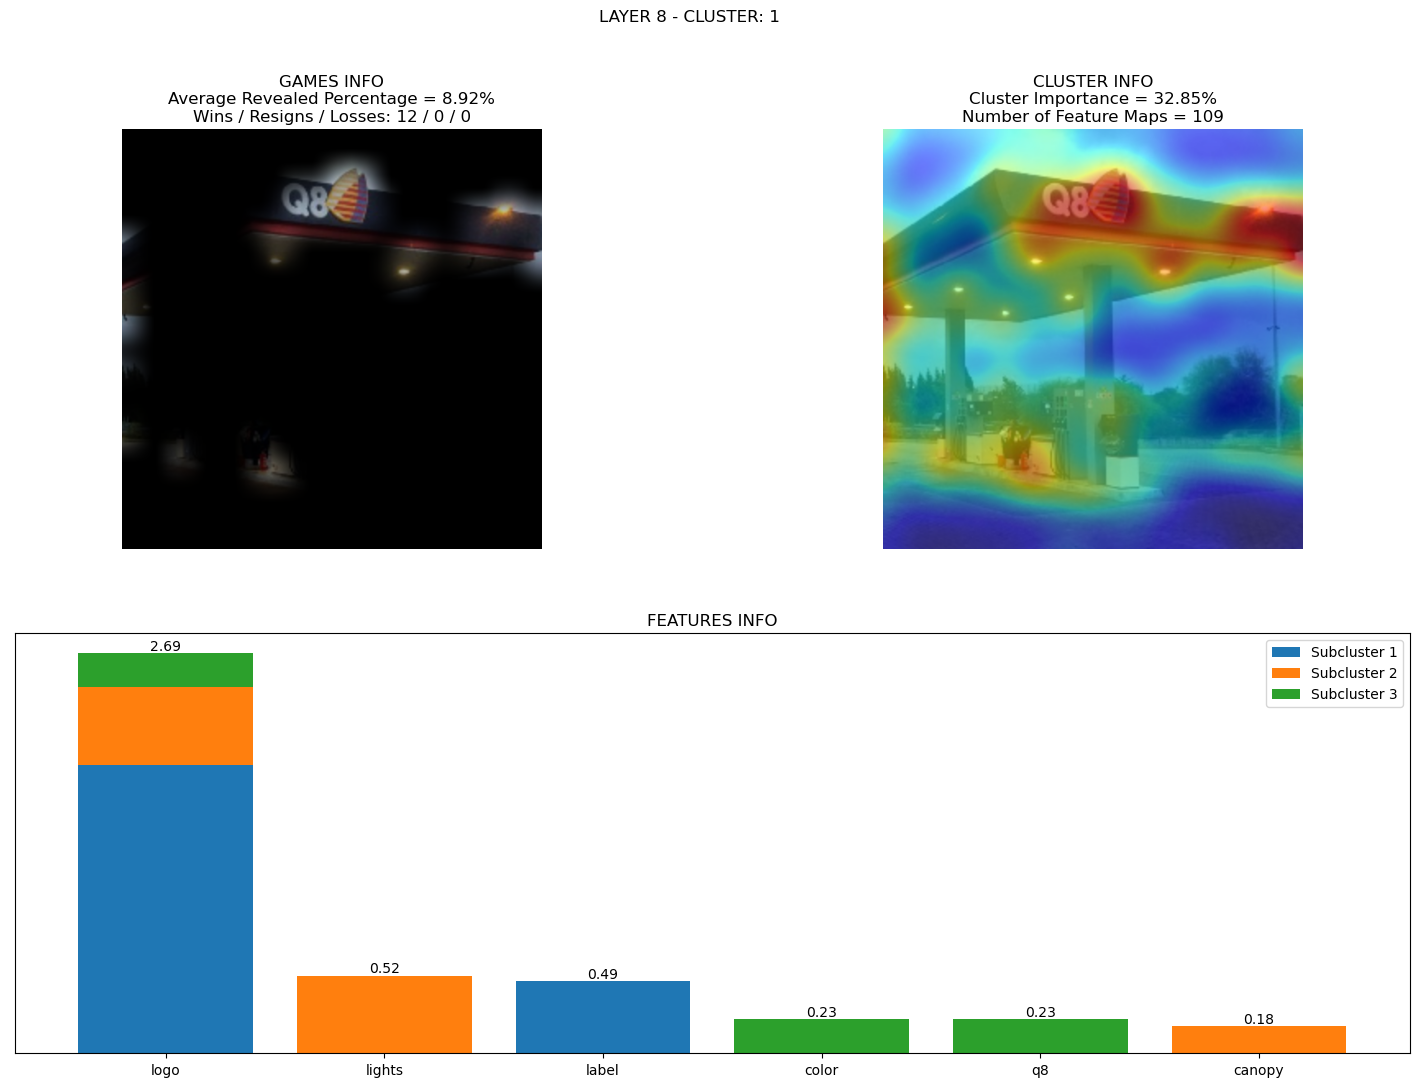 LAYER 8 - CLUSTER: 1
GAMES INFO
Average Revealed Percentage = 8.92%
Wins / Resigns / Losses: 12 / 0 / 0
CLUSTER INFO
Cluster Importance = 32.85%
Number of Feature Maps = 109
Q8
Q8
FEATURES INFO
Subcluster 1
Subcluster 2
Subcluster 3
2.69
0.52
0.49
0.23
0.23
0.18
logo
lights
label
color
q8
canopy